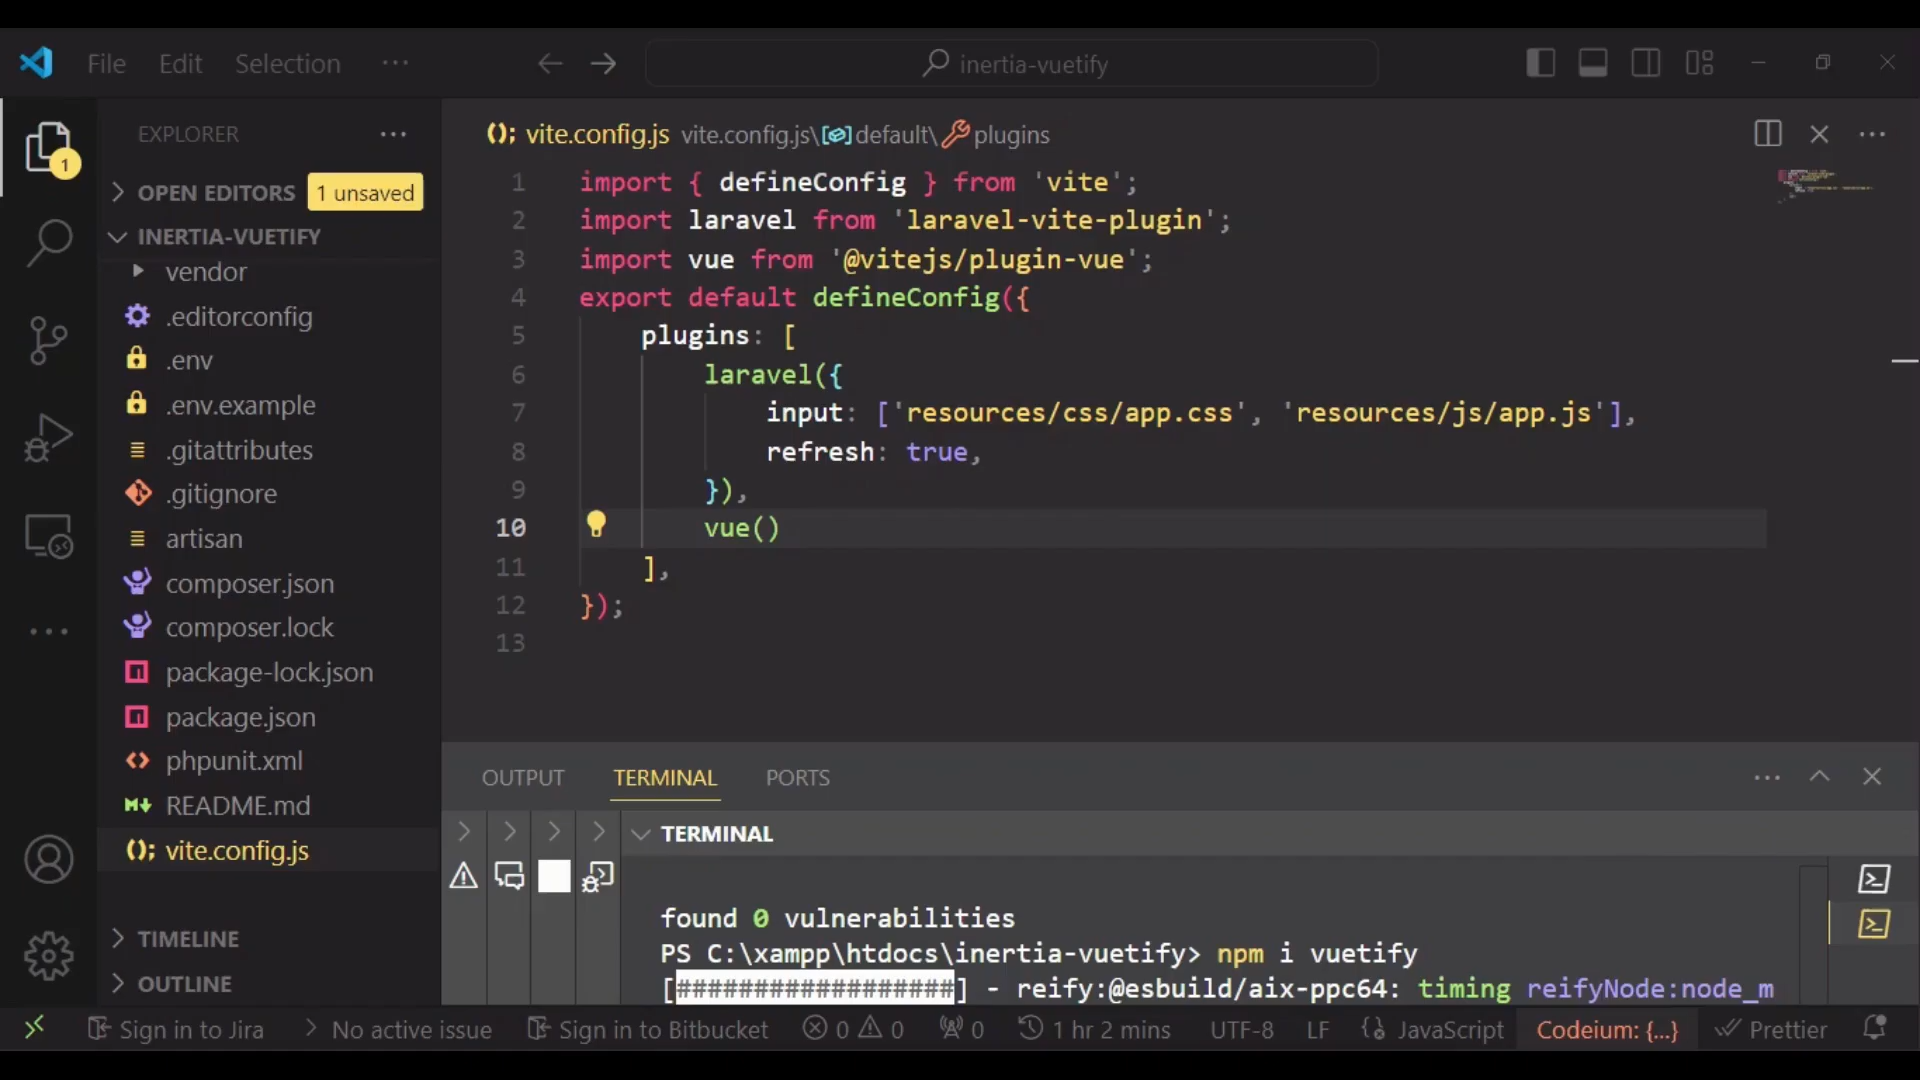 File Edit Selection ···
inertia-vuetify
EXPLORER ···
1
OPEN EDITORS 1 unsaved
INERTIA-VUETIFY
vendor
.editorconfig
.env
.env.example
.gitattributes
.gitignore
artisan
composer.json
composer.lock
package-lock.json
package.json
phpunit.xml
README.md
vite.config.js
TIMELINE
OUTLINE
vite.config.js vite.config.js\default\plugins
1 import { defineConfig } from 'vite';
2 import laravel from 'laravel-vite-plugin';
3 import vue from '@vitejs/plugin-vue';
4 export default defineConfig({
5 plugins: [
6 laravel({
7 input: ['resources/css/app.css', 'resources/js/app.js'],
8 refresh: true,
9 }),
10 vue()
11 ],
12 });
13
OUTPUT TERMINAL PORTS
TERMINAL
found 0 vulnerabilities
PS C:\xampp\htdocs\inertia-vuetify> npm i vuetify
[##################] - reify:@esbuild/aix-ppc64: timing reifyNode:node_m
Sign in to Jira No active issue Sign in to Bitbucket 0 0 0 1 hr 2 mins UTF-8 LF JavaScript Codeium: {...} Prettier